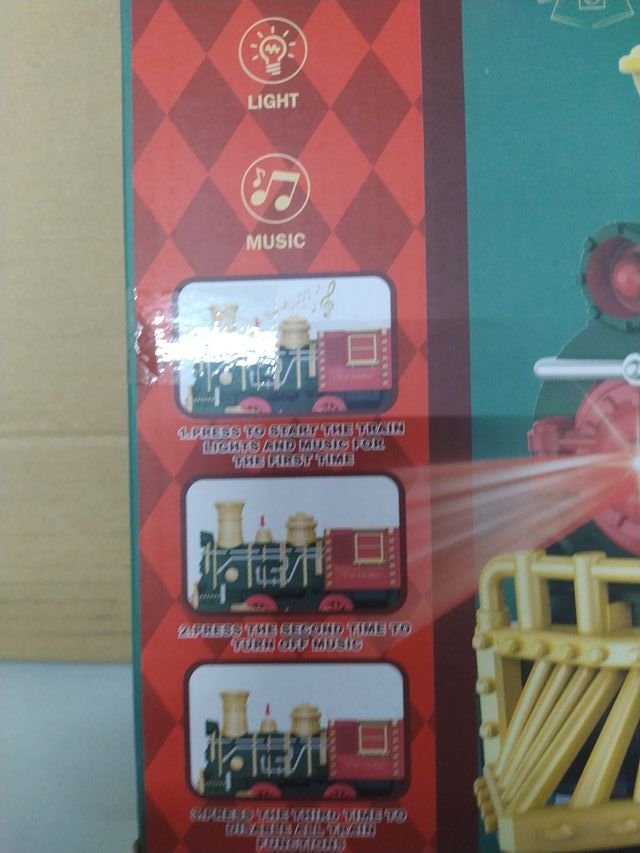 LIGHT
MUSIC
1.PRESS TO START THE TRAIN
LIGHTS AND MUSIC FOR
THE FIRST TIME
2.PRESS THE SECOND TIME TO
TURN OFF MUSIC
3.PRESS THE THIRD TIME TO
DISABLE ALL TRAIN
FUNCTIONS